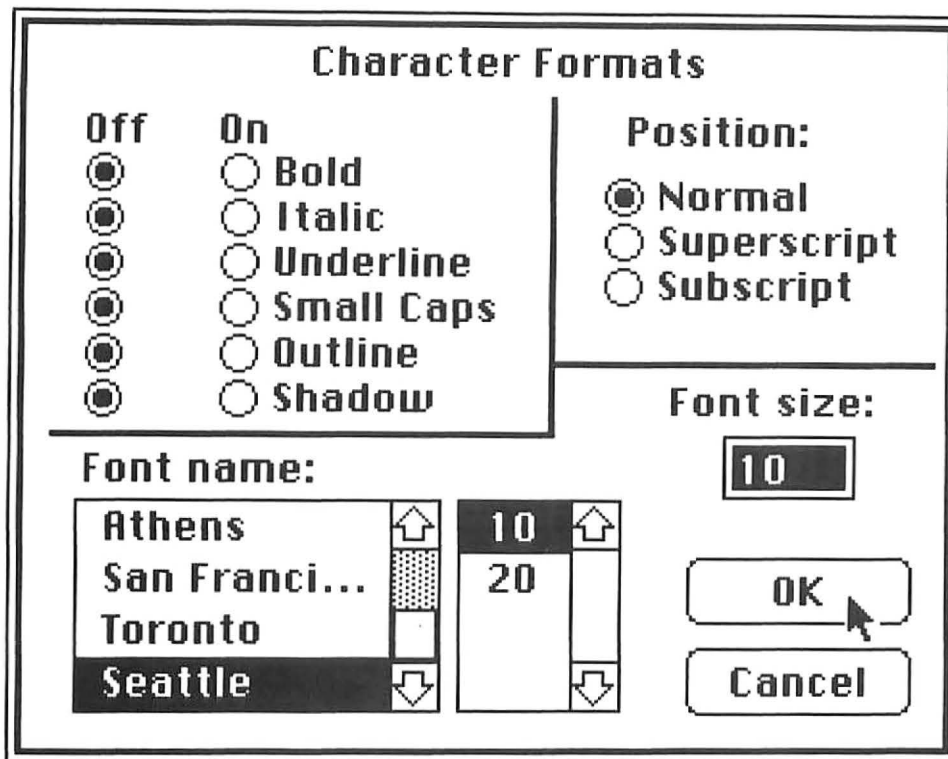 Character Formats
Off On
Bold
Italic
Underline
Small Caps
Outline
Shadow
Position:
Normal
Superscript
Subscript
Font size:
10
Font name:
Athens
San Franci...
Toronto
Seattle
10
20
OK
Cancel